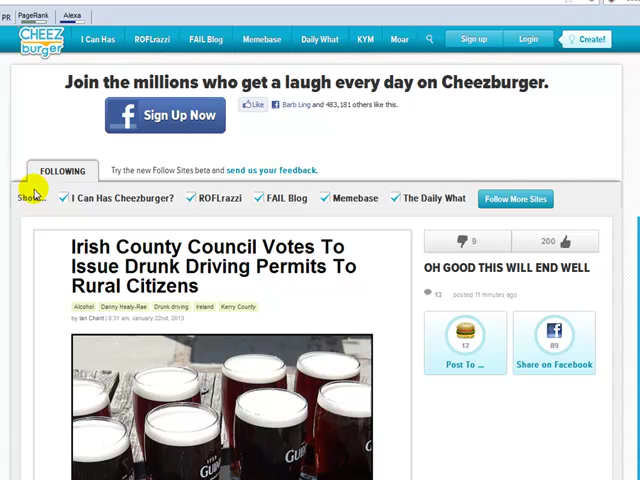 PR PageRank Alexa
CHEEZ burger
I Can Has ROFLrazzi FAIL Blog Memebase Daily What KYM Moar Sign up Login Create!
Join the millions who get a laugh every day on Cheezburger.
f Sign Up Now Like Barb Ling and 483,181 others like this.
FOLLOWING Try the new Follow Sites beta and send us your feedback.
Show... I Can Has Cheezburger? ROFLrazzi FAIL Blog Memebase The Daily What Follow More Sites
Irish County Council Votes To
Issue Drunk Driving Permits To
Rural Citizens
Alcohol Danny Healy-Rae Drunk driving Ireland Kerry County
by Ian Chant | 8:31 am, January 22nd, 2013
9 200
OH GOOD THIS WILL END WELL
13 posted 11 minutes ago
12 89
Post To ... Share on Facebook